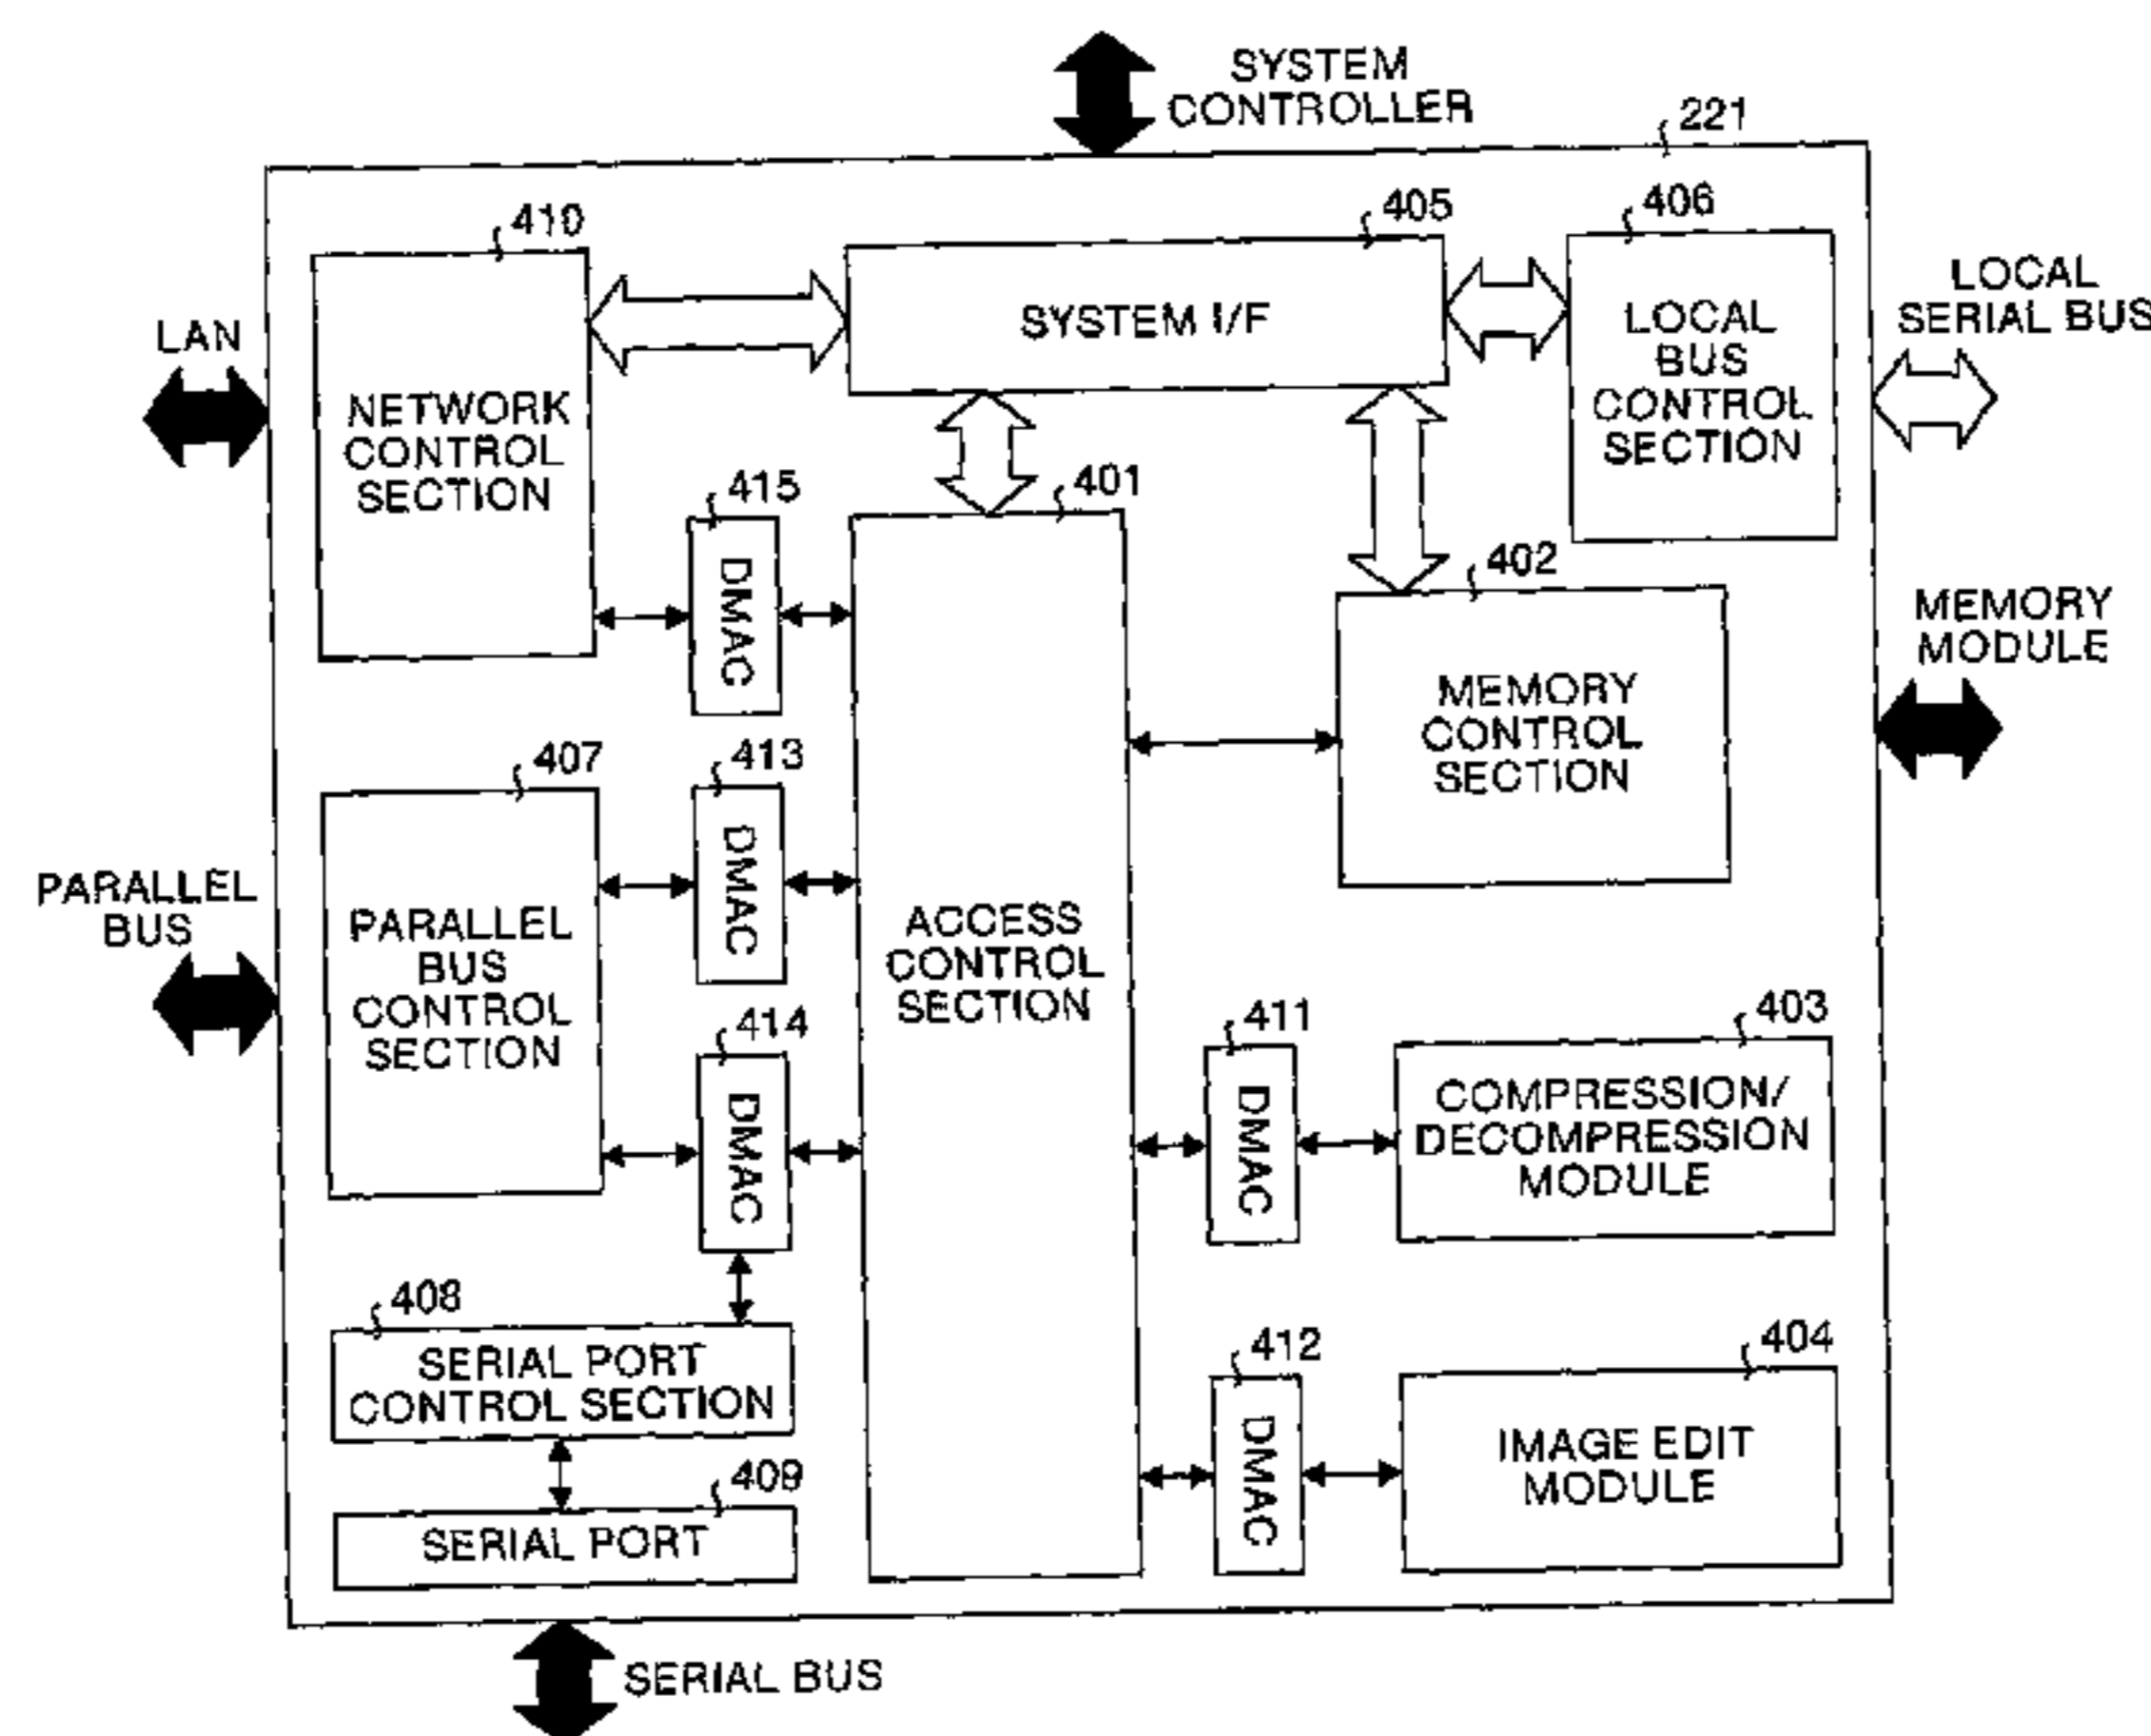 SYSTEM
CONTROLLER
221
410
405
406
LAN
NETWORK
CONTROL
SECTION
SYSTEM I/F
LOCAL
BUS
CONTROL
SECTION
LOCAL
SERIAL BUS
415
DMAC
401
402
MEMORY
CONTROL
SECTION
MEMORY
MODULE
407
413
DMAC
PARALLEL
BUS
PARALLEL
BUS
CONTROL
SECTION
ACCESS
CONTROL
SECTION
414
DMAC
411
DMAC
403
COMPRESSION/
DECOMPRESSION
MODULE
408
SERIAL PORT
CONTROL SECTION
412
DMAC
404
IMAGE EDIT
MODULE
409
SERIAL PORT
SERIAL BUS